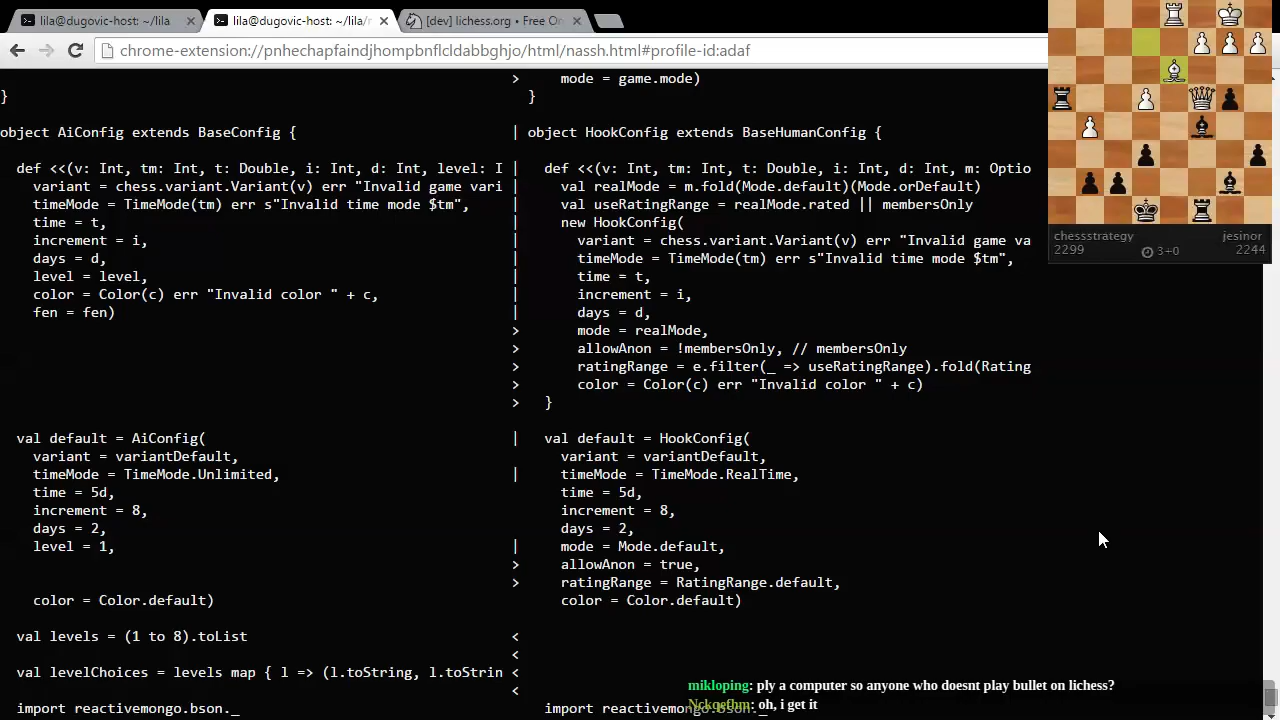 lila@dugovic-host: ~/lila
lila@dugovic-host: ~/lila/
[dev] lichess.org • Free On
chrome-extension://pnhechapfaindjhompbnflcldabbghjo/html/nassh.html#profile-id:adaf
> mode = game.mode)
} }
object AiConfig extends BaseConfig { | object HookConfig extends BaseHumanConfig {
def <<(v: Int, tm: Int, t: Double, i: Int, d: Int, level: I | def <<(v: Int, tm: Int, t: Double, i: Int, d: Int, m: Optio
variant = chess.variant.Variant(v) err "Invalid game vari | val realMode = m.fold(Mode.default)(Mode.orDefault)
timeMode = TimeMode(tm) err s"Invalid time mode $tm", | val useRatingRange = realMode.rated || membersOnly
time = t, | new HookConfig(
increment = i, | variant = chess.variant.Variant(v) err "Invalid game va
days = d, | timeMode = TimeMode(tm) err s"Invalid time mode $tm",
level = level, | time = t,
color = Color(c) err "Invalid color " + c, | increment = i,
fen = fen) | days = d,
> mode = realMode,
> allowAnon = !membersOnly, // membersOnly
> ratingRange = e.filter(_ => useRatingRange).fold(Rating
> color = Color(c) err "Invalid color " + c)
> }
val default = AiConfig( | val default = HookConfig(
variant = variantDefault, variant = variantDefault,
timeMode = TimeMode.Unlimited, | timeMode = TimeMode.RealTime,
time = 5d, time = 5d,
increment = 8, increment = 8,
days = 2, days = 2,
level = 1, | mode = Mode.default,
> allowAnon = true,
> ratingRange = RatingRange.default,
color = Color.default) color = Color.default)
val levels = (1 to 8).toList <
<
val levelChoices = levels map { l => (l.toString, l.toStrin <
<
import reactivemongo.bson._ import reactivemongo.bson._
chessstrategy jesinor
2299 3+0 2244
mikloping: ply a computer so anyone who doesnt play bullet on lichess?
oh, i get it